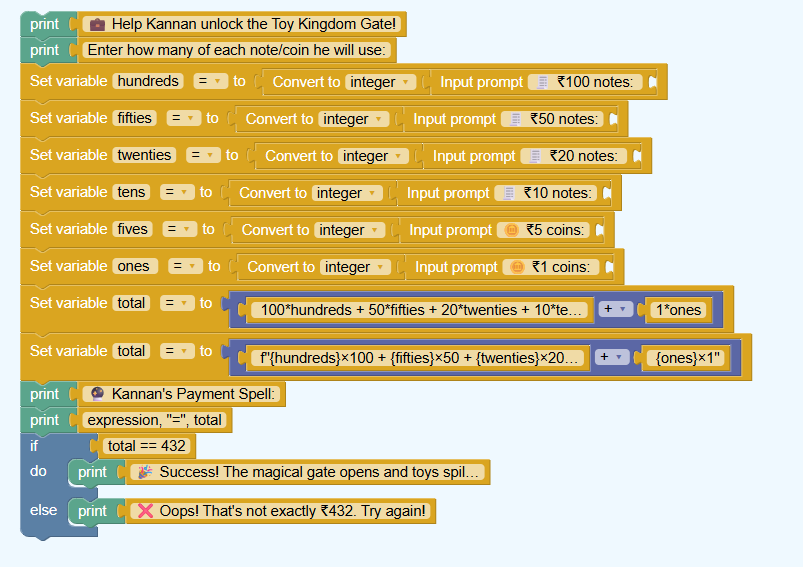 print 💼 Help Kannan unlock the Toy Kingdom Gate!
print Enter how many of each note/coin he will use:
Set variable hundreds = to Convert to integer Input prompt 🧾 ₹100 notes:
Set variable fifties = to Convert to integer Input prompt 🧾 ₹50 notes:
Set variable twenties = to Convert to integer Input prompt 🧾 ₹20 notes:
Set variable tens = to Convert to integer Input prompt 🧾 ₹10 notes:
Set variable fives = to Convert to integer Input prompt 🪙 ₹5 coins:
Set variable ones = to Convert to integer Input prompt 🪙 ₹1 coins:
Set variable total = to 100*hundreds + 50*fifties + 20*twenties + 10*te... + 1*ones
Set variable total = to f"{hundreds}×100 + {fifties}×50 + {twenties}×20... + {ones}×1"
print 🔮 Kannan's Payment Spell:
print expression, "=", total
if total == 432
do print 🎉 Success! The magical gate opens and toys spil...
else print ❌ Oops! That's not exactly ₹432. Try again!